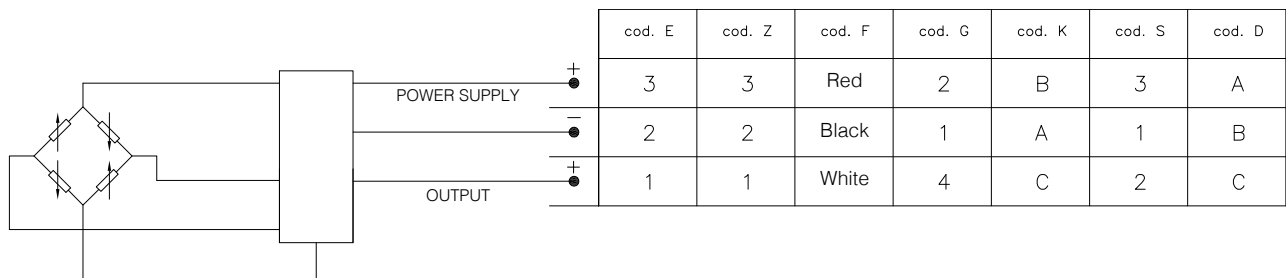 cod. E cod. Z cod. F cod. G cod. K cod. S cod. D
+ 3 3 Red 2 B 3 A
POWER SUPPLY
− 2 2 Black 1 A 1 B
+ 1 1 White 4 C 2 C
OUTPUT